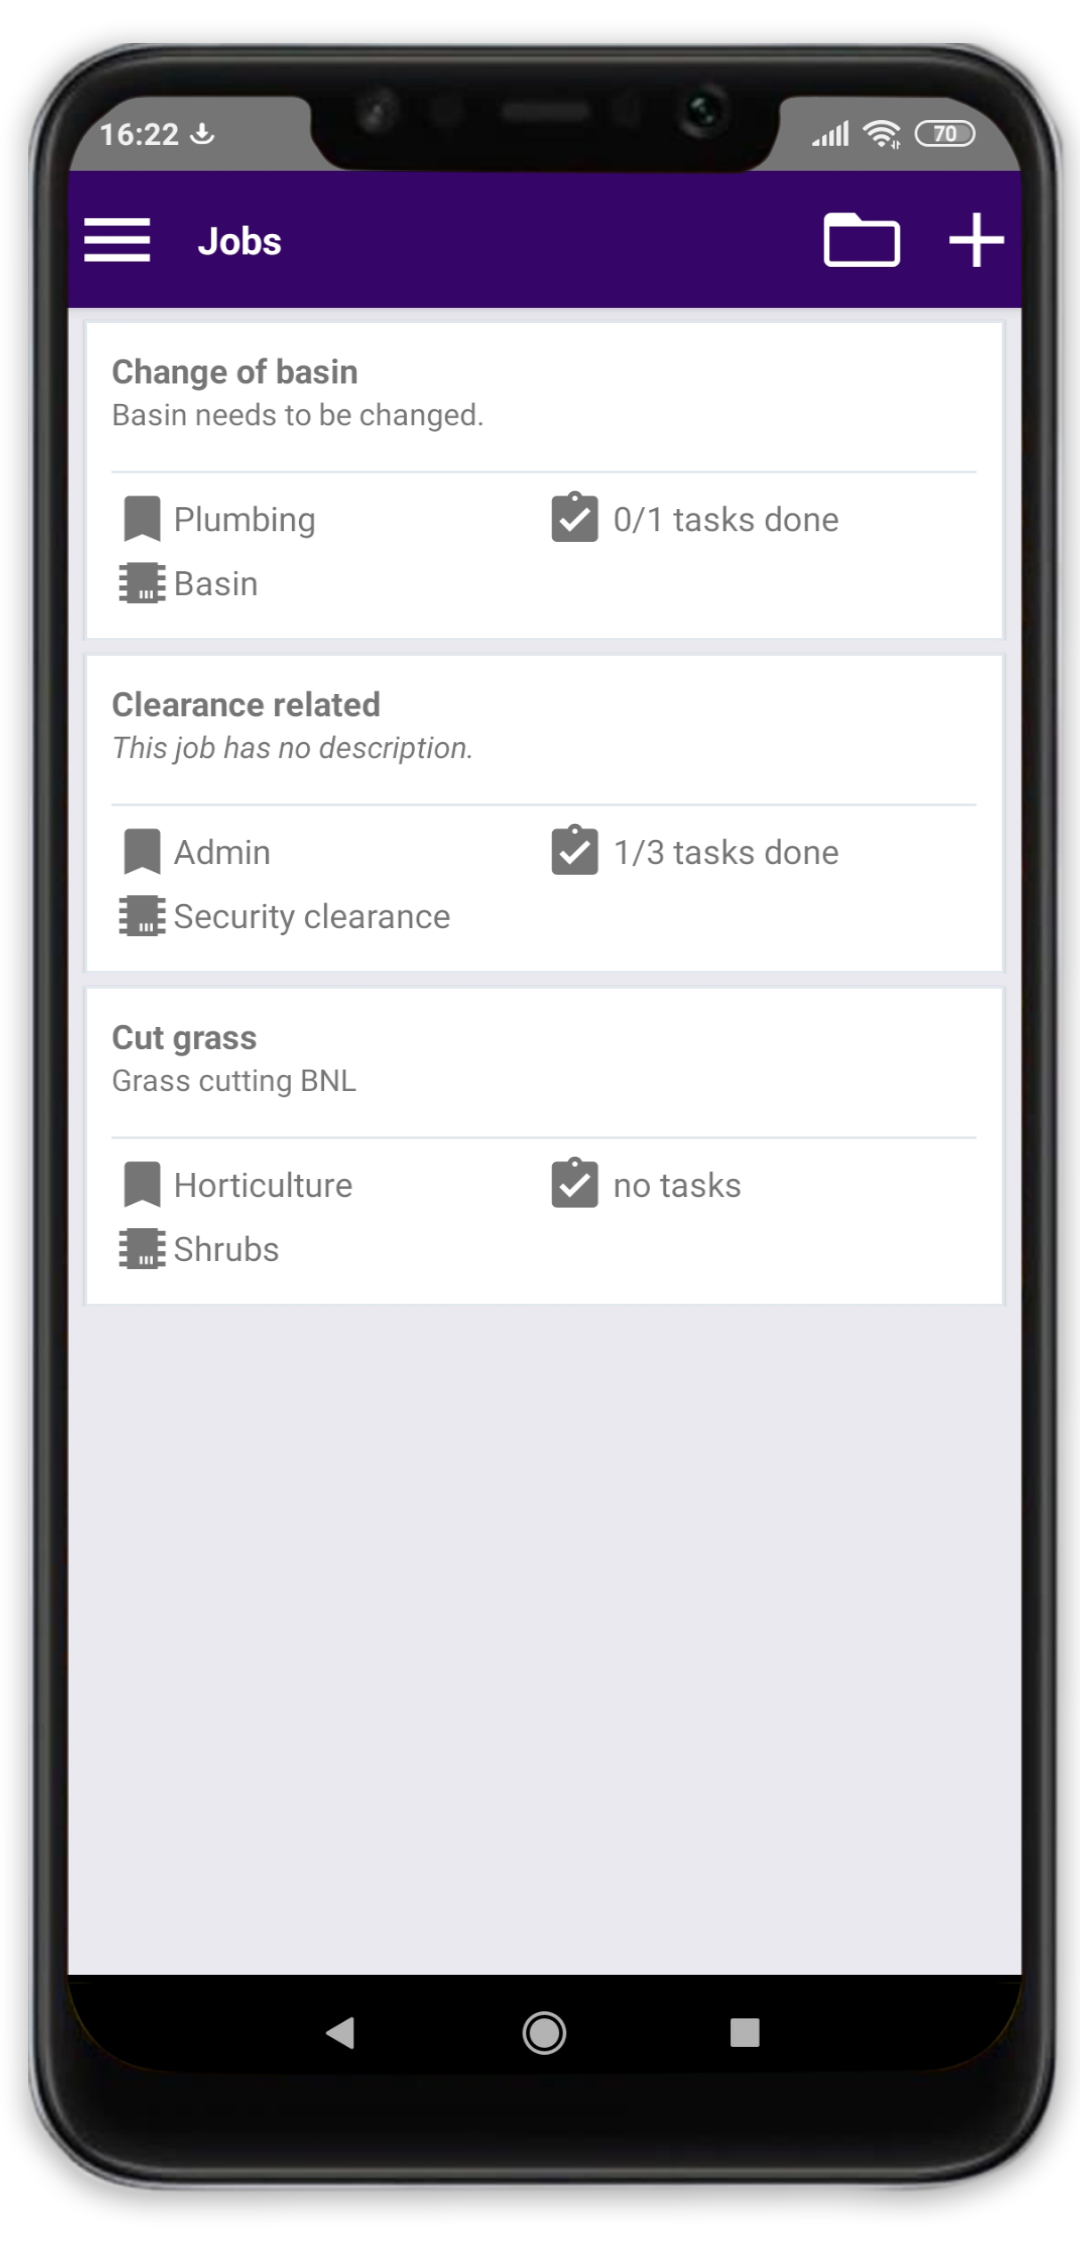 16:22
70
Jobs
Change of basin
Basin needs to be changed.
Plumbing
0/1 tasks done
Basin
Clearance related
This job has no description.
Admin
1/3 tasks done
Security clearance
Cut grass
Grass cutting BNL
Horticulture
no tasks
Shrubs